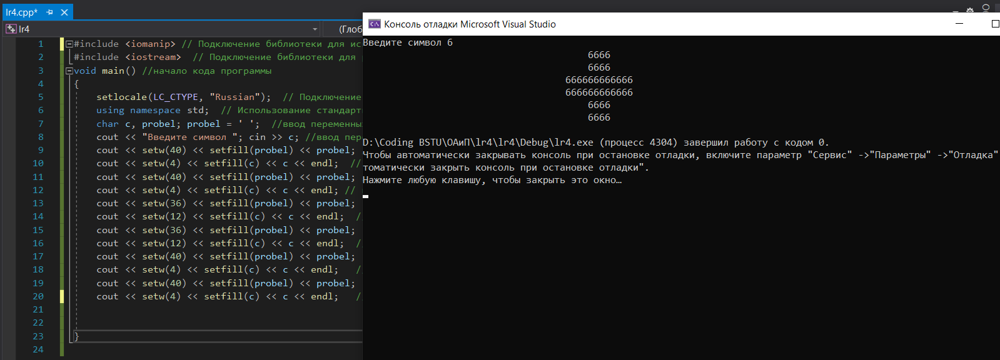 lr4.cpp*
lr4
(Глоб
1 #include <iomanip> // Подключение библиотеки для ис
2 #include <iostream>  // Подключение библиотеки для
3 void main() //начало кода программы
4 {
5     setlocale(LC_CTYPE, "Russian");  // Подключение
6     using namespace std;  // Использование стандарт
7     char c, probel; probel = ' ';  //ввод переменны
8     cout << "Введите символ "; cin >> c; //ввод пер
9     cout << setw(40) << setfill(probel) << probel;
10     cout << setw(4) << setfill(c) << c << endl;  //
11     cout << setw(40) << setfill(probel) << probel;
12     cout << setw(4) << setfill(c) << c << endl; //
13     cout << setw(36) << setfill(probel) << probel;
14     cout << setw(12) << setfill(c) << c << endl;  /
15     cout << setw(36) << setfill(probel) << probel;
16     cout << setw(12) << setfill(c) << c << endl;  /
17     cout << setw(40) << setfill(probel) << probel;
18     cout << setw(4) << setfill(c) << c << endl;   /
19     cout << setw(40) << setfill(probel) << probel;
20     cout << setw(4) << setfill(c) << c << endl;   /
21
22
23 }
24
C:\ Консоль отладки Microsoft Visual Studio
Введите символ 6
6666
6666
666666666666
666666666666
6666
6666
D:\Coding BSTU\ОАиП\lr4\lr4\Debug\lr4.exe (процесс 4304) завершил работу с кодом 0.
Чтобы автоматически закрывать консоль при остановке отладки, включите параметр "Сервис" ->"Параметры" ->"Отладка"
томатически закрыть консоль при остановке отладки".
Нажмите любую клавишу, чтобы закрыть это окно…